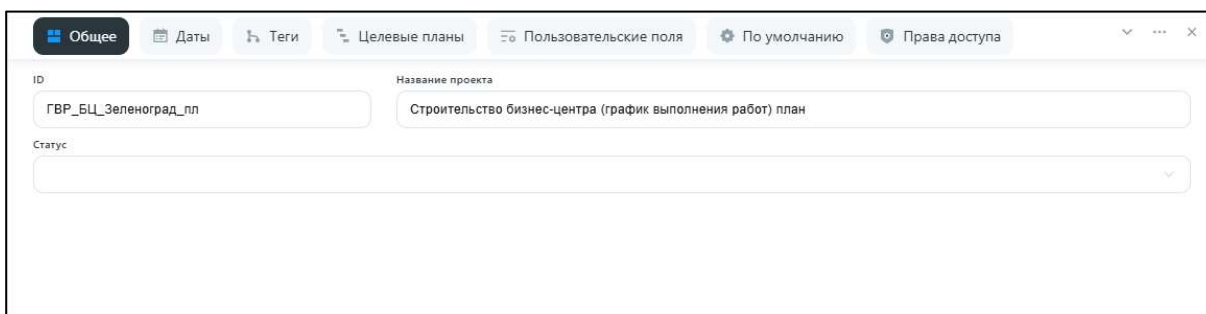 Общее Даты Теги Целевые планы Пользовательские поля По умолчанию Права доступа
ID Название проекта
ГВР_БЦ_Зеленоград_пл Строительство бизнес-центра (график выполнения работ) план
Статус